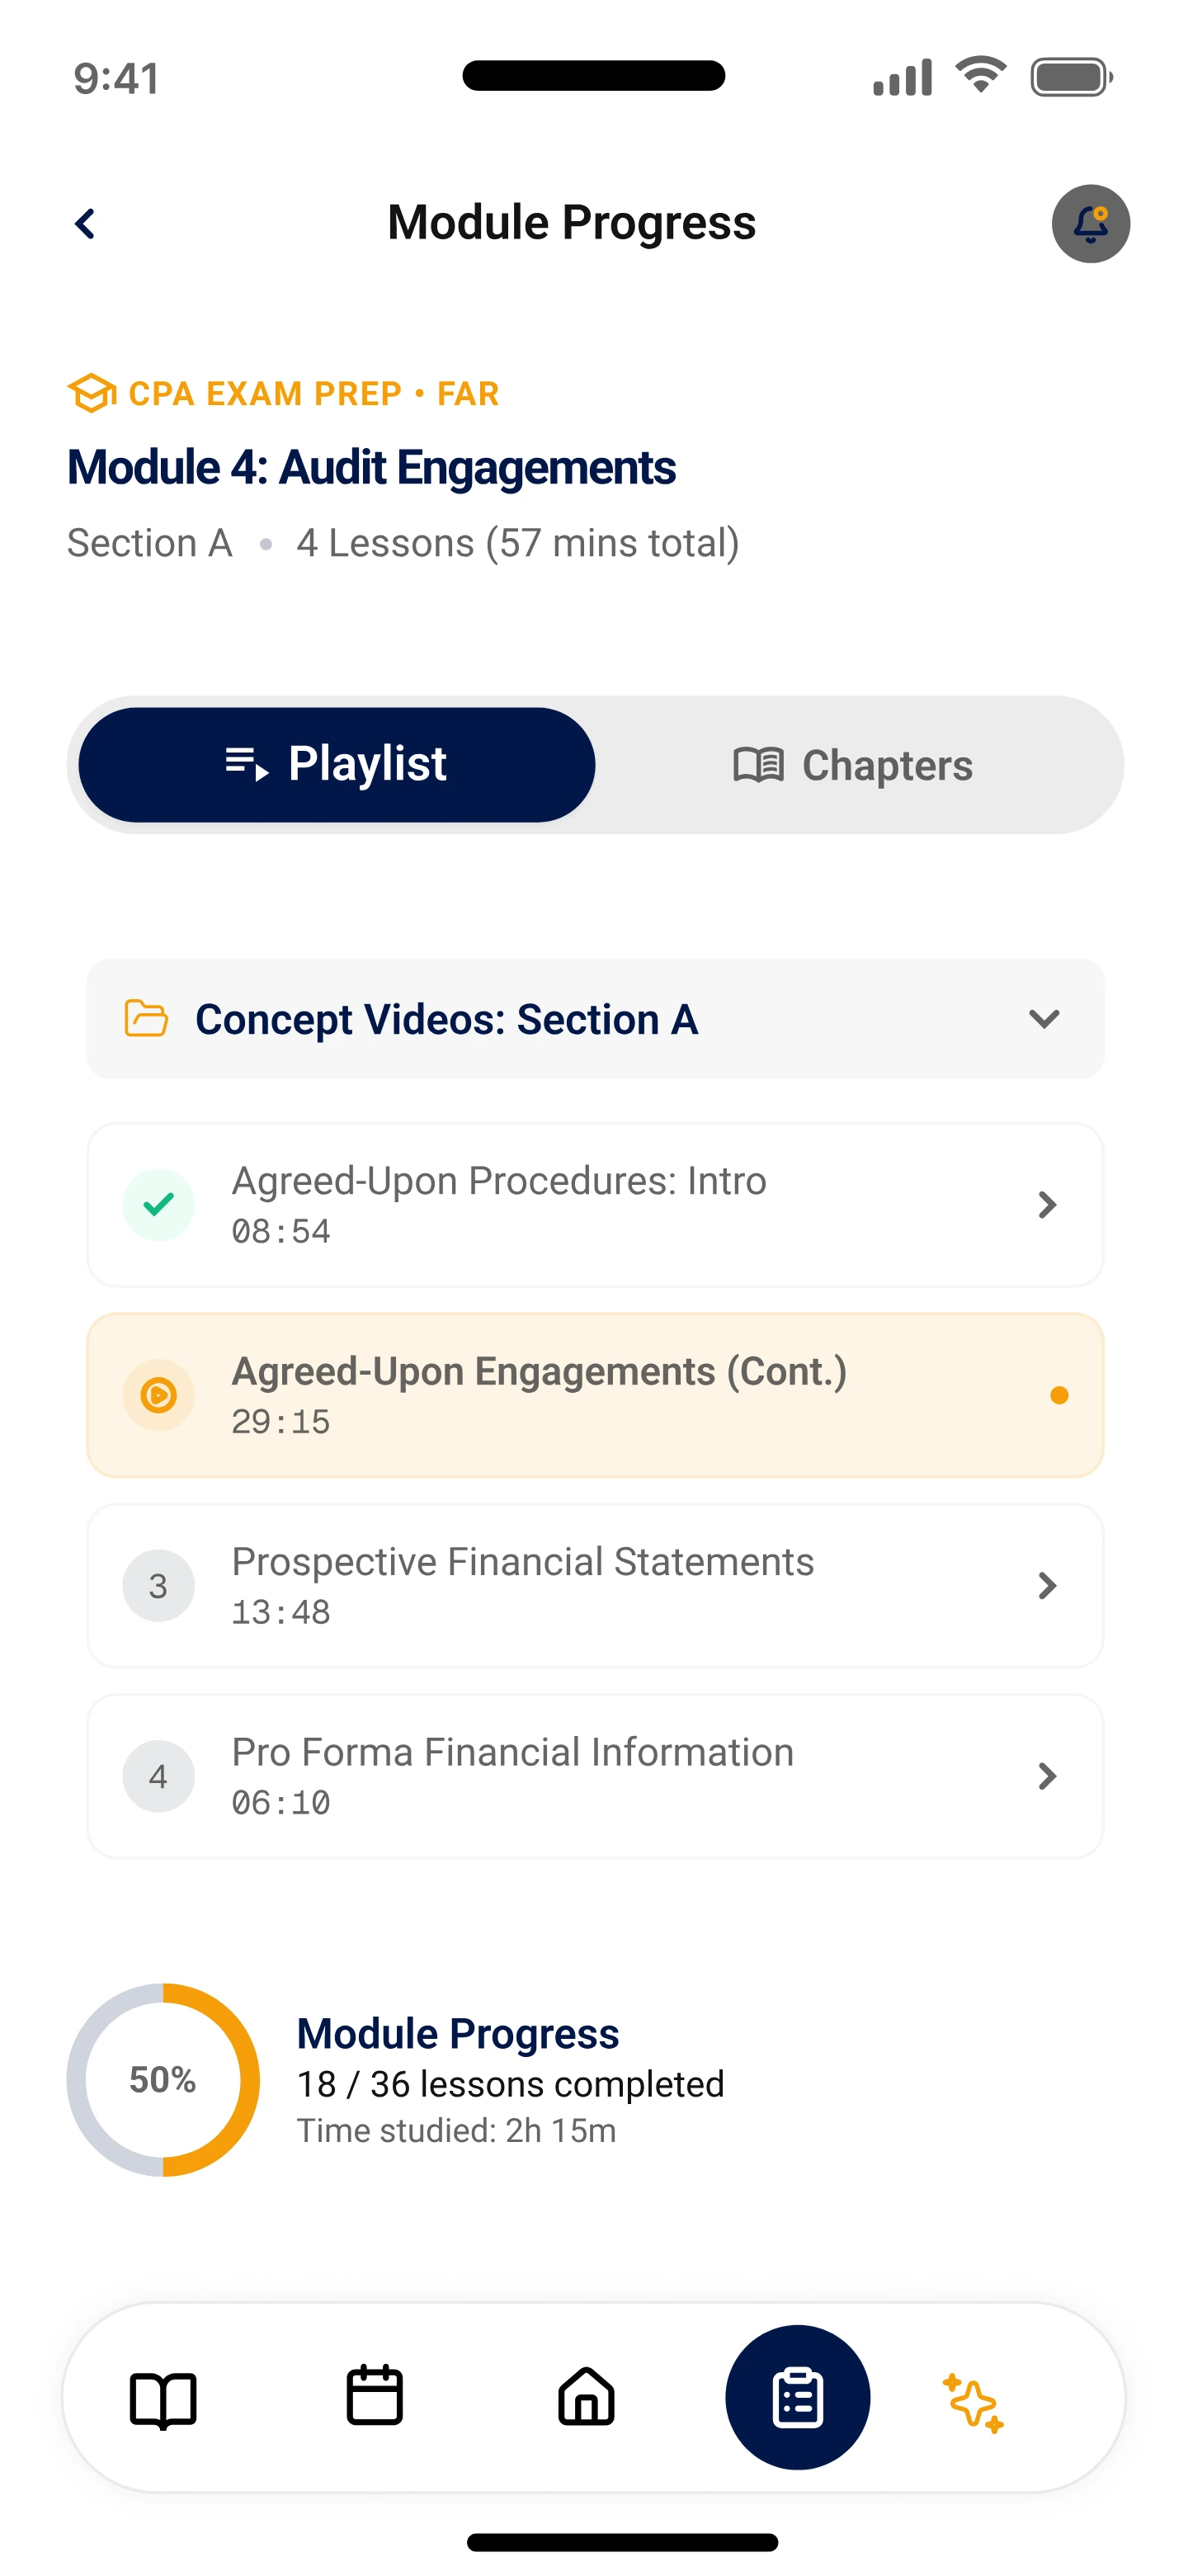 9:41
Module Progress
CPA EXAM PREP • FAR
Module 4: Audit Engagements
Section A • 4 Lessons (57 mins total)
Playlist
Chapters
Concept Videos: Section A
Agreed-Upon Procedures: Intro
08:54
Agreed-Upon Engagements (Cont.)
29:15
3
Prospective Financial Statements
13:48
4
Pro Forma Financial Information
06:10
50%
Module Progress
18 / 36 lessons completed
Time studied: 2h 15m